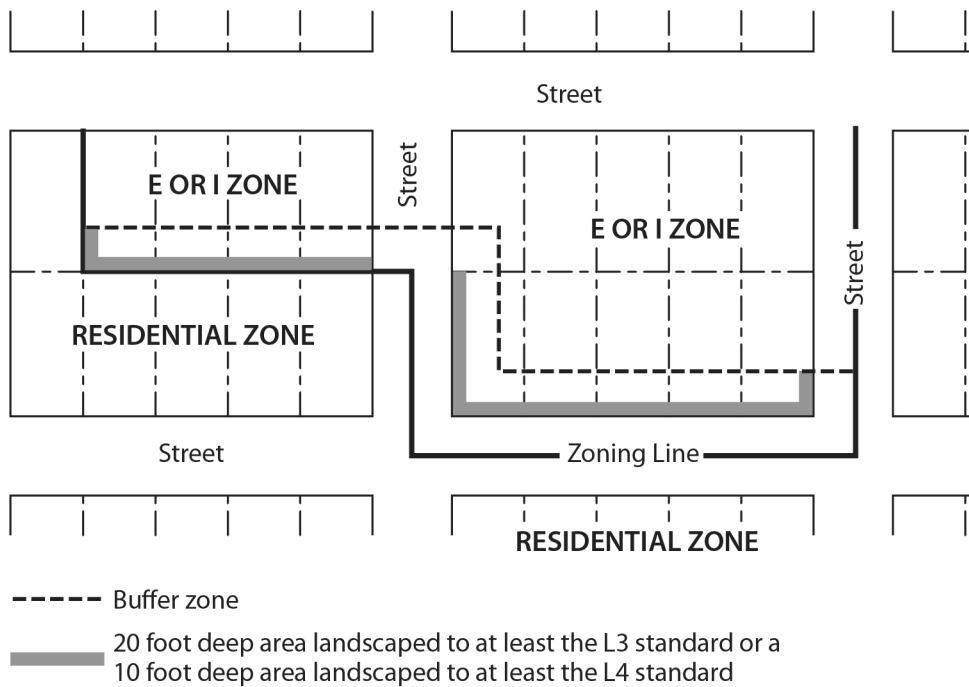 Street
E OR I ZONE
Street
E OR I ZONE
Street
RESIDENTIAL ZONE
Street
Zoning Line
RESIDENTIAL ZONE
Buffer zone
20 foot deep area landscaped to at least the L3 standard or a
10 foot deep area landscaped to at least the L4 standard